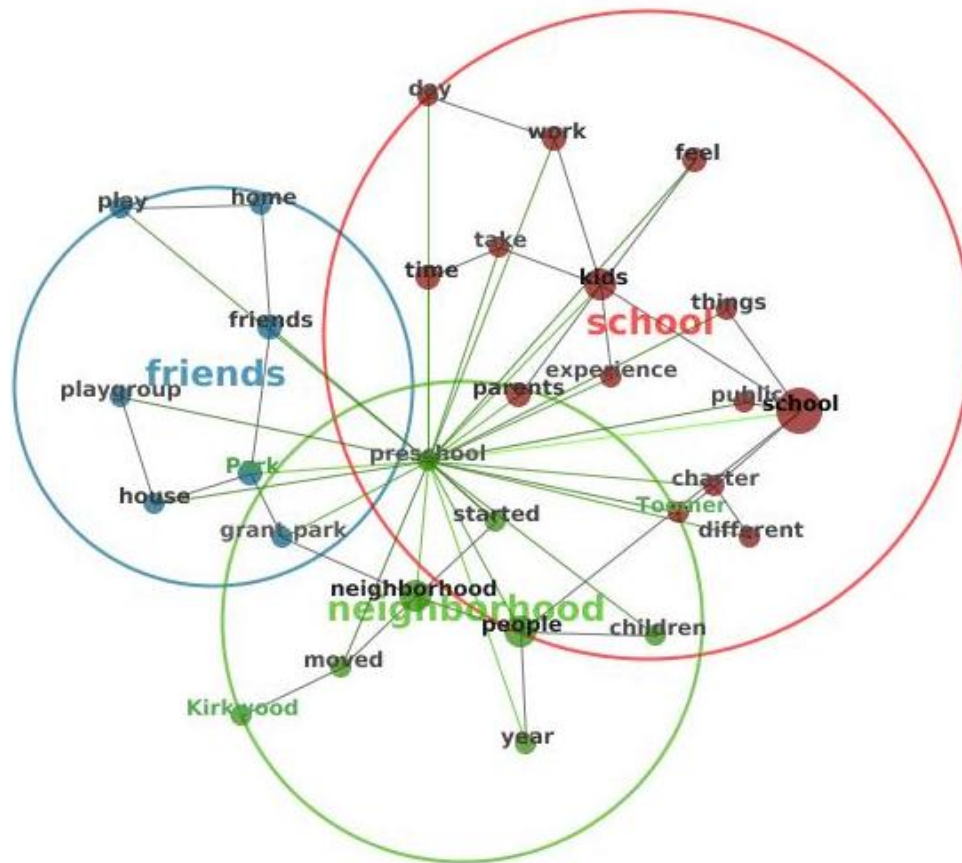 day
work
feel
play
home
take
time
kids
things
friends
school
friends
playgroup
parents
experience
public
school
preschool
Park
house
charter
Toomer
started
grant-park
different
neighborhood
neighborhood
people
children
moved
Kirkwood
year